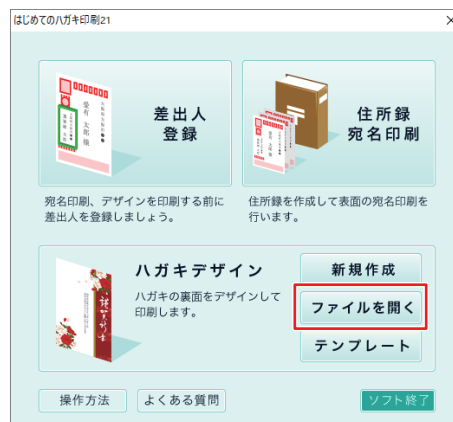 はじめてのハガキ印刷21
差出人
登録
住所録
宛名印刷
宛名印刷、デザインを印刷する前に
差出人を登録しましょう。
住所録を作成して表面の宛名印刷を
行います。
ハガキデザイン
ハガキの裏面をデザインして
印刷します。
新規作成
ファイルを開く
テンプレート
操作方法
よくある質問
ソフト終了